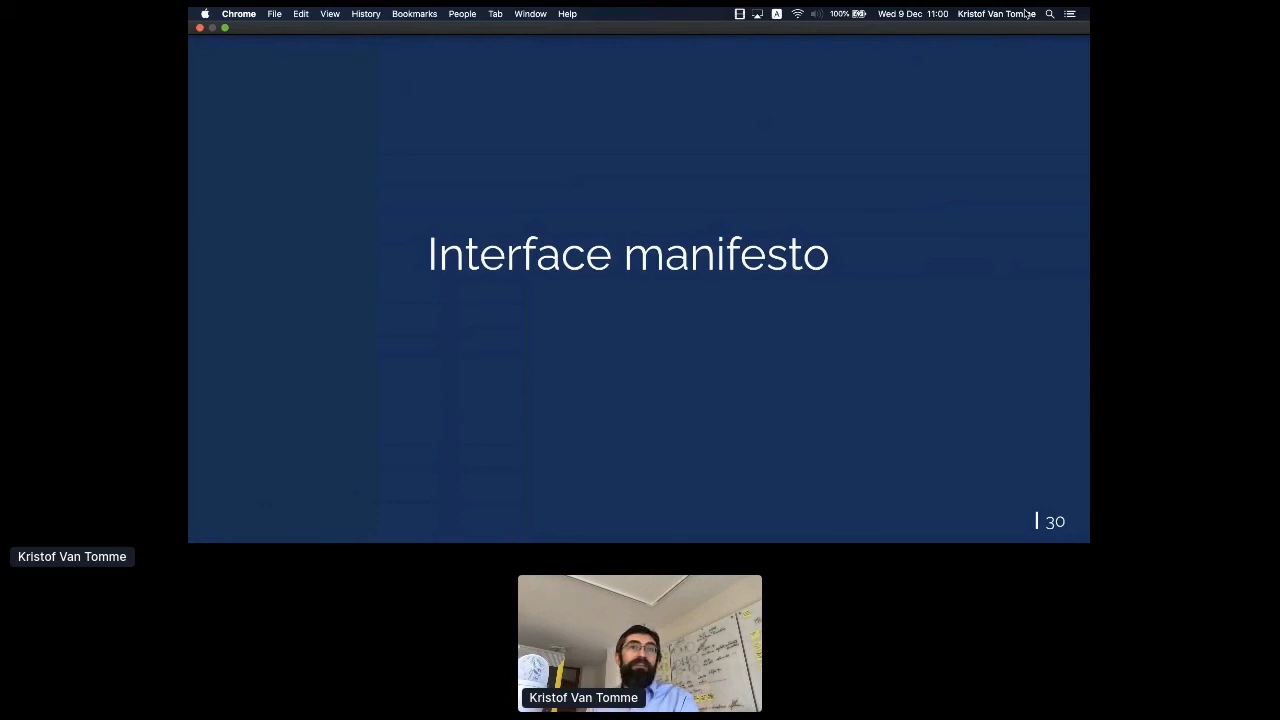 Chrome File Edit View History Bookmarks People Tab Window Help A 100% Wed 9 Dec 11:00 Kristof Van Tomme
Interface manifesto
30
Kristof Van Tomme
Kristof Van Tomme